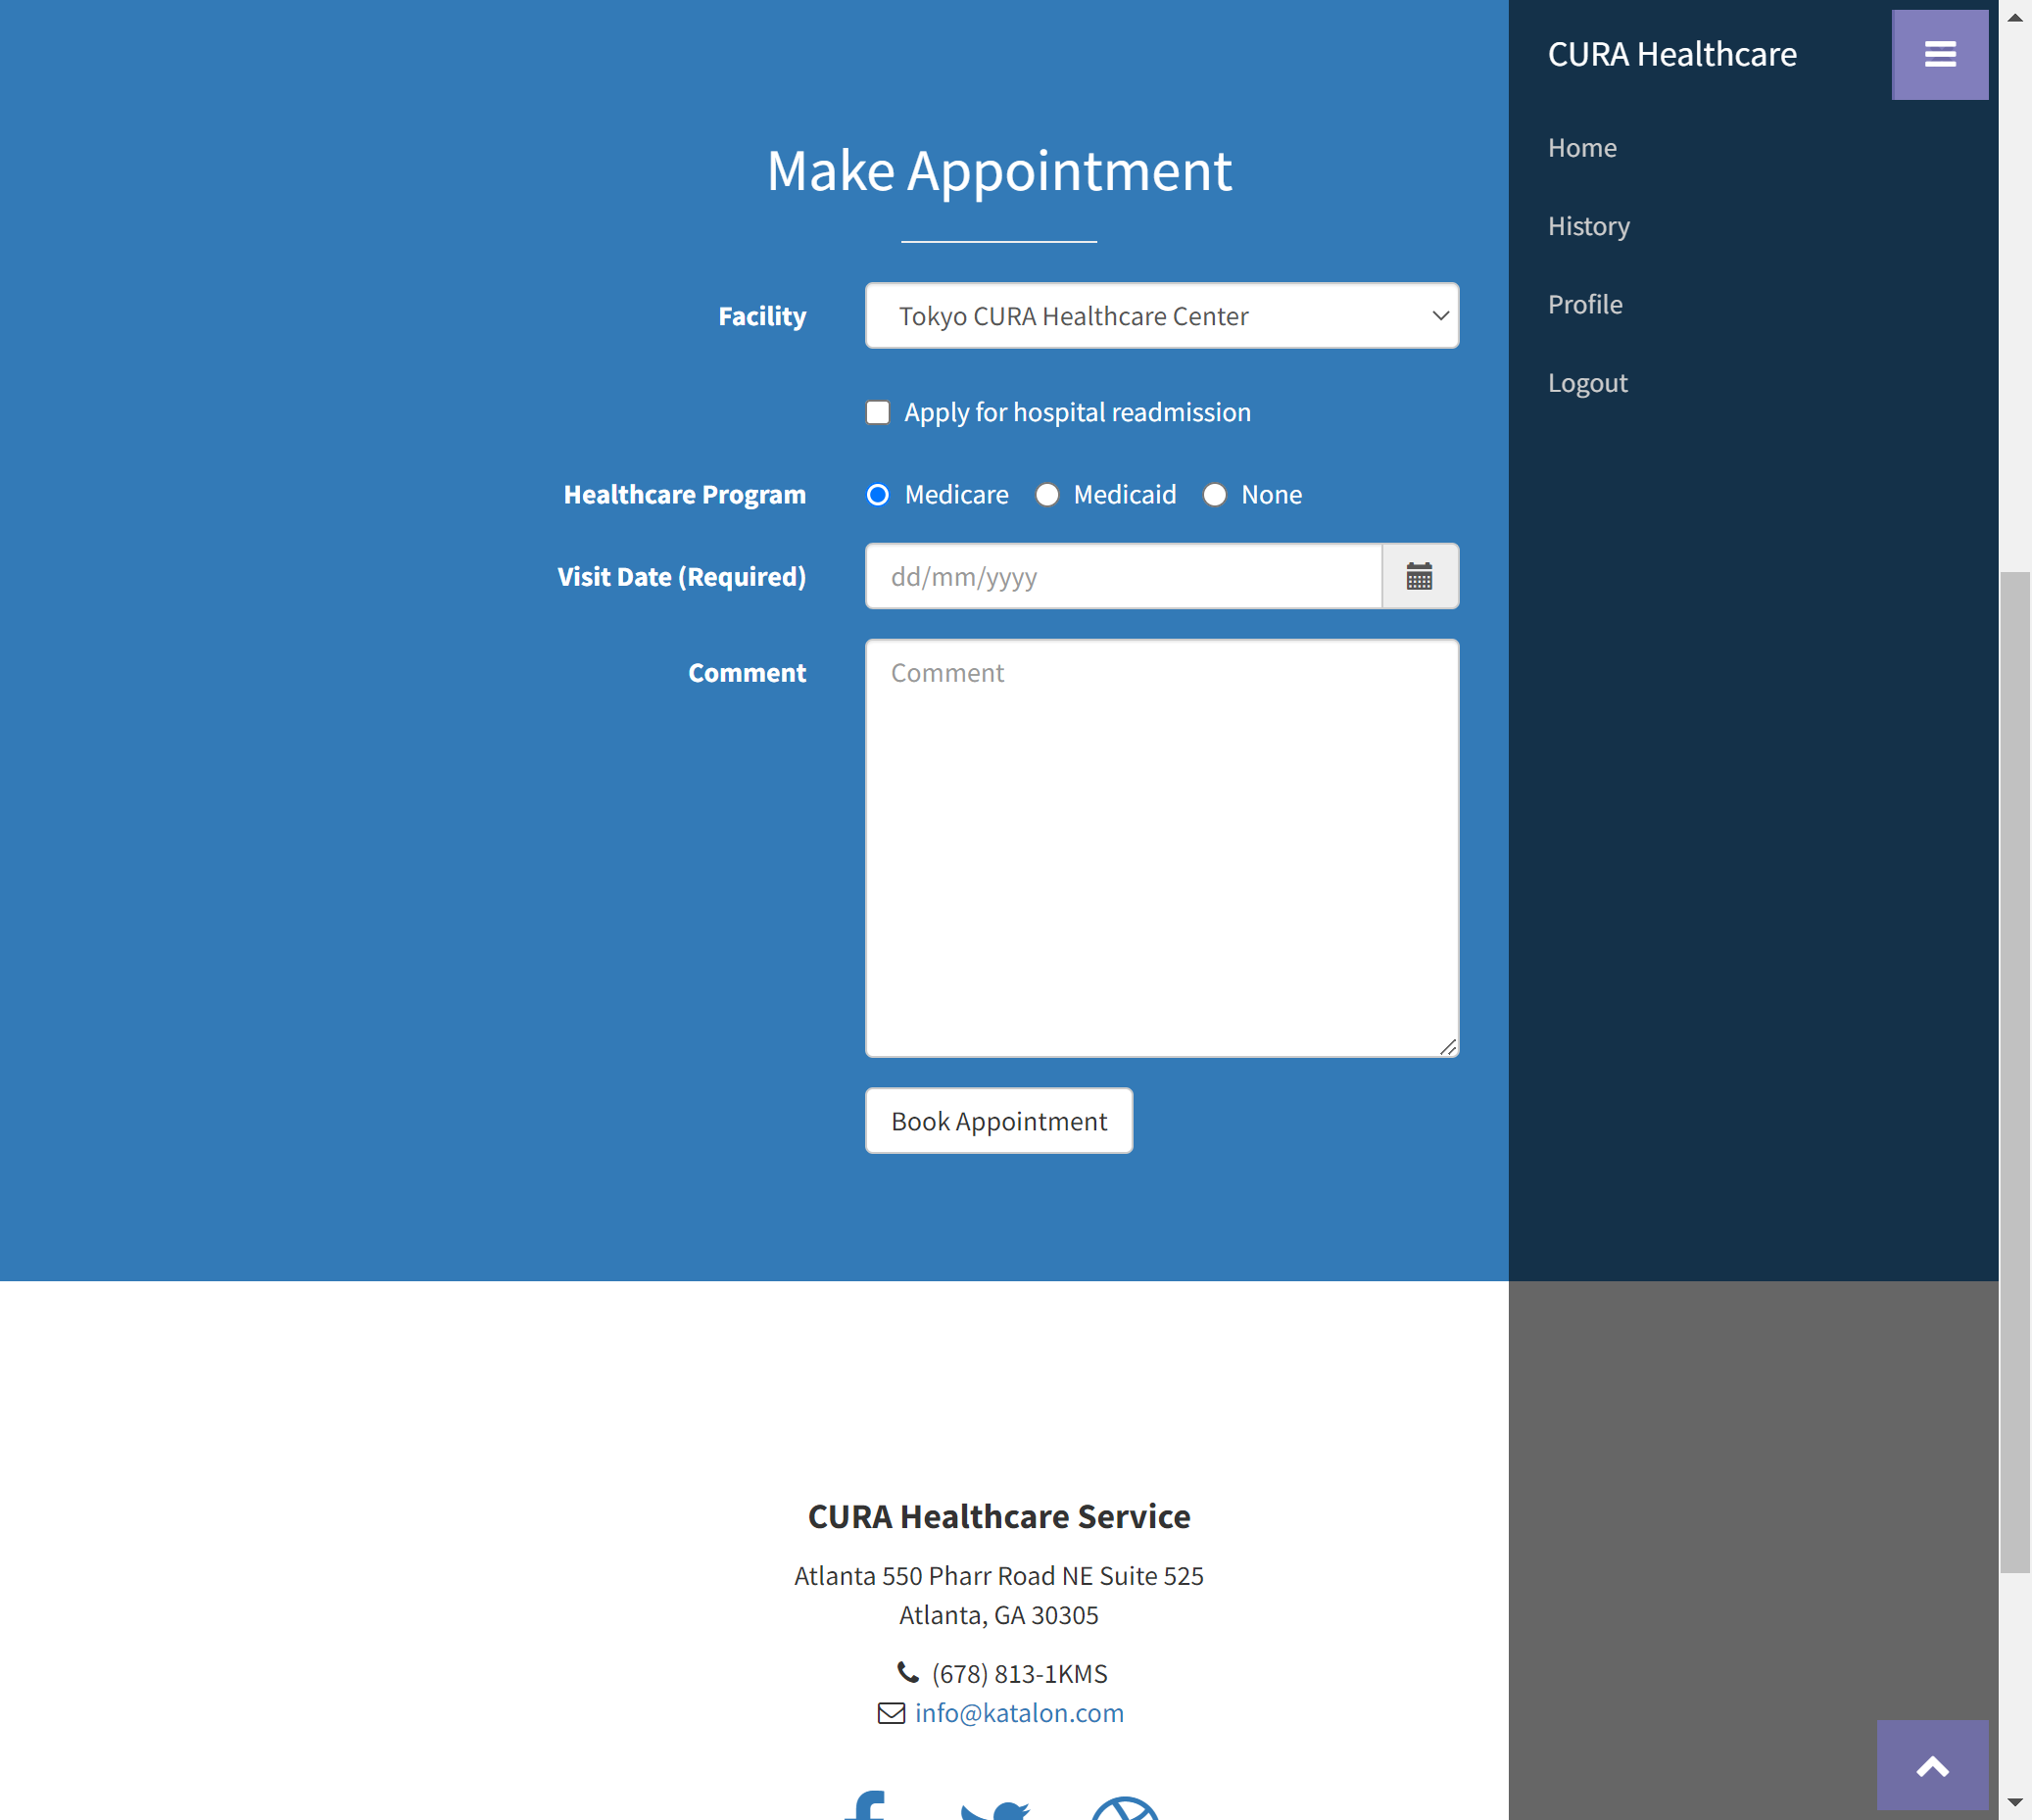 CURA Healthcare
Home
History
Profile
Logout
Make Appointment
Facility
Tokyo CURA Healthcare Center
Apply for hospital readmission
Healthcare Program
Medicare Medicaid None
Visit Date (Required)
dd/mm/yyyy
Comment
Comment
Book Appointment
CURA Healthcare Service
Atlanta 550 Pharr Road NE Suite 525
Atlanta, GA 30305
(678) 813-1KMS
info@katalon.com